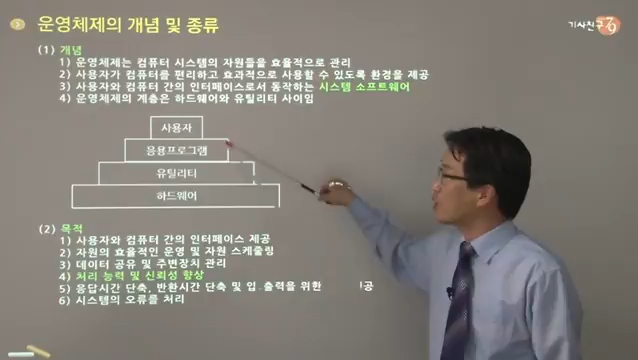 운영체제의 개념 및 종류
기사친구
(1) 개념
1) 운영체제는 컴퓨터 시스템의 자원들을 효율적으로 관리
2) 사용자가 컴퓨터를 편리하고 효과적으로 사용할 수 있도록 환경을 제공
3) 사용자와 컴퓨터 간의 인터페이스로서 동작하는 시스템 소프트웨어
4) 운영체제의 계층은 하드웨어와 유틸리티 사이임
사용자
응용프로그램
유틸리티
하드웨어
(2) 목적
1) 사용자와 컴퓨터 간의 인터페이스 제공
2) 자원의 효율적인 운영 및 자원 스케줄링
3) 데이터 공유 및 주변장치 관리
4) 처리 능력 및 신뢰성 향상
5) 응답시간 단축, 반환시간 단축 및 입·출력을 위한 공
6) 시스템의 오류를 처리